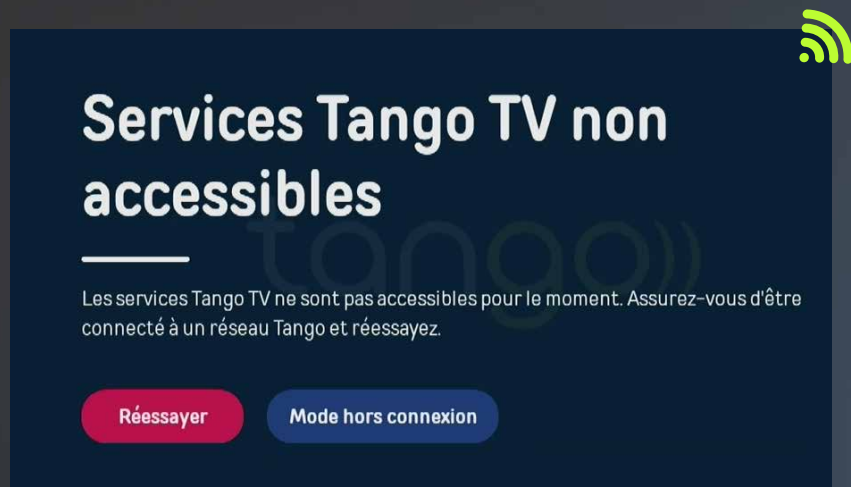 Services Tango TV non
accessibles
tango
Les services Tango TV ne sont pas accessibles pour le moment. Assurez-vous d'être
connecté à un réseau Tango et réessayez.
Réessayer
Mode hors connexion